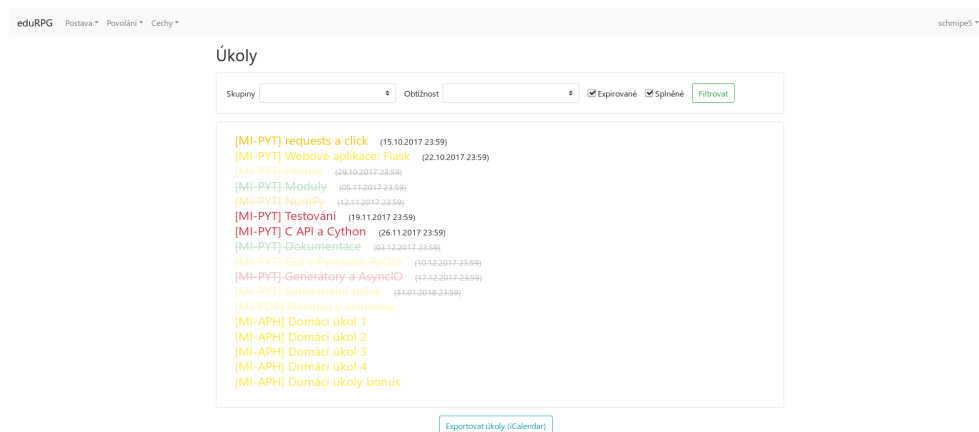 eduRPG Postava Povolání Cechy schmipe5
Úkoly
Skupiny Obtížnost Expirované Splněné Filtrovat
[MI-PYT] requests a click (15.10.2017 23:59)
[MI-PYT] Webové aplikace: Flask (22.10.2017 23:59)
[MI-PYT] Pandas (29.10.2017 23:59)
[MI-PYT] Moduly (05.11.2017 23:59)
[MI-PYT] NumPy (12.11.2017 23:59)
[MI-PYT] Testování (19.11.2017 23:59)
[MI-PYT] C API a Cython (26.11.2017 23:59)
[MI-PYT] Dokumentace (03.12.2017 23:59)
[MI-PYT] GUI v Pythonu: PyQt5 (10.12.2017 23:59)
[MI-PYT] Generátory a AsyncIO (17.12.2017 23:59)
[MI-PYT] Semestrální práce (31.01.2018 23:59)
[MI-PDB] Písemka v semestru
[MI-APH] Domácí úkol 1
[MI-APH] Domácí úkol 2
[MI-APH] Domácí úkol 3
[MI-APH] Domácí úkol 4
[MI-APH] Domácí úkoly bonus
Exportovat úkoly (iCalendar)